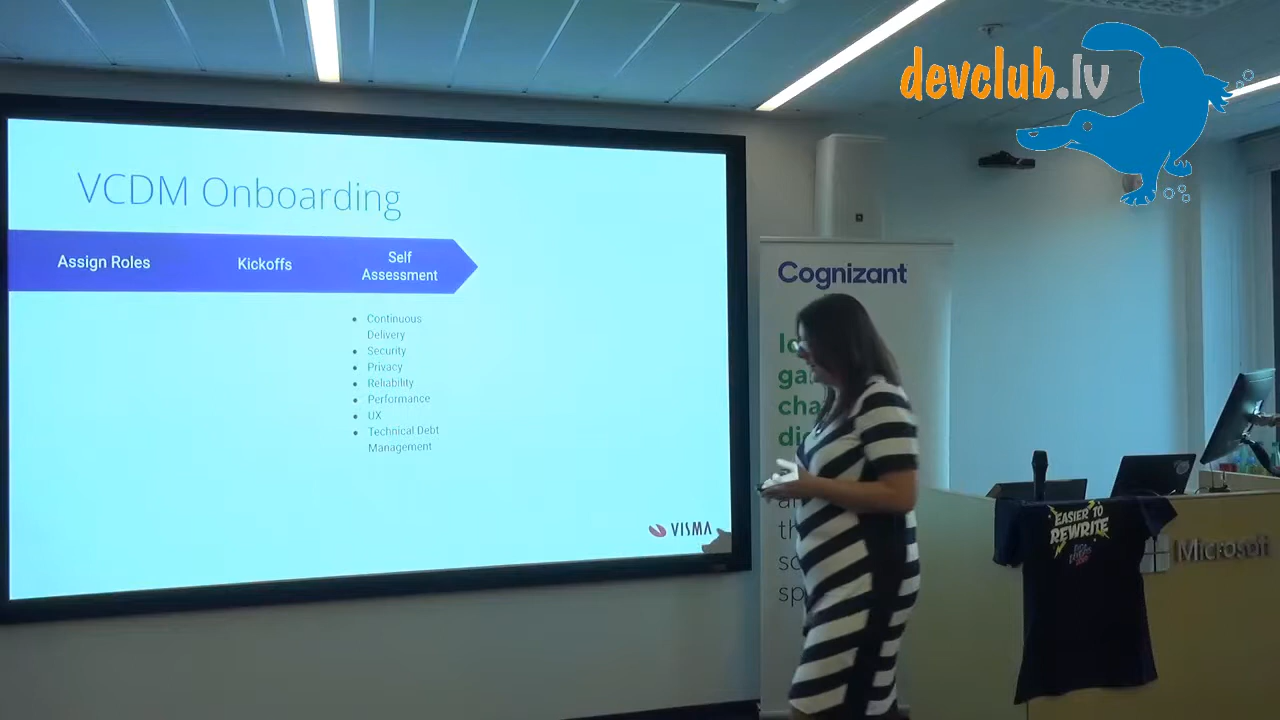 devclub.lv
VCDM Onboarding
Assign Roles
Kickoffs
Self
Assessment
Continuous
Delivery
Security
Privacy
Reliability
Performance
UX
Technical Debt
Management
VISMA
Cognizant
EASIER TO
REWRITE
Microsoft